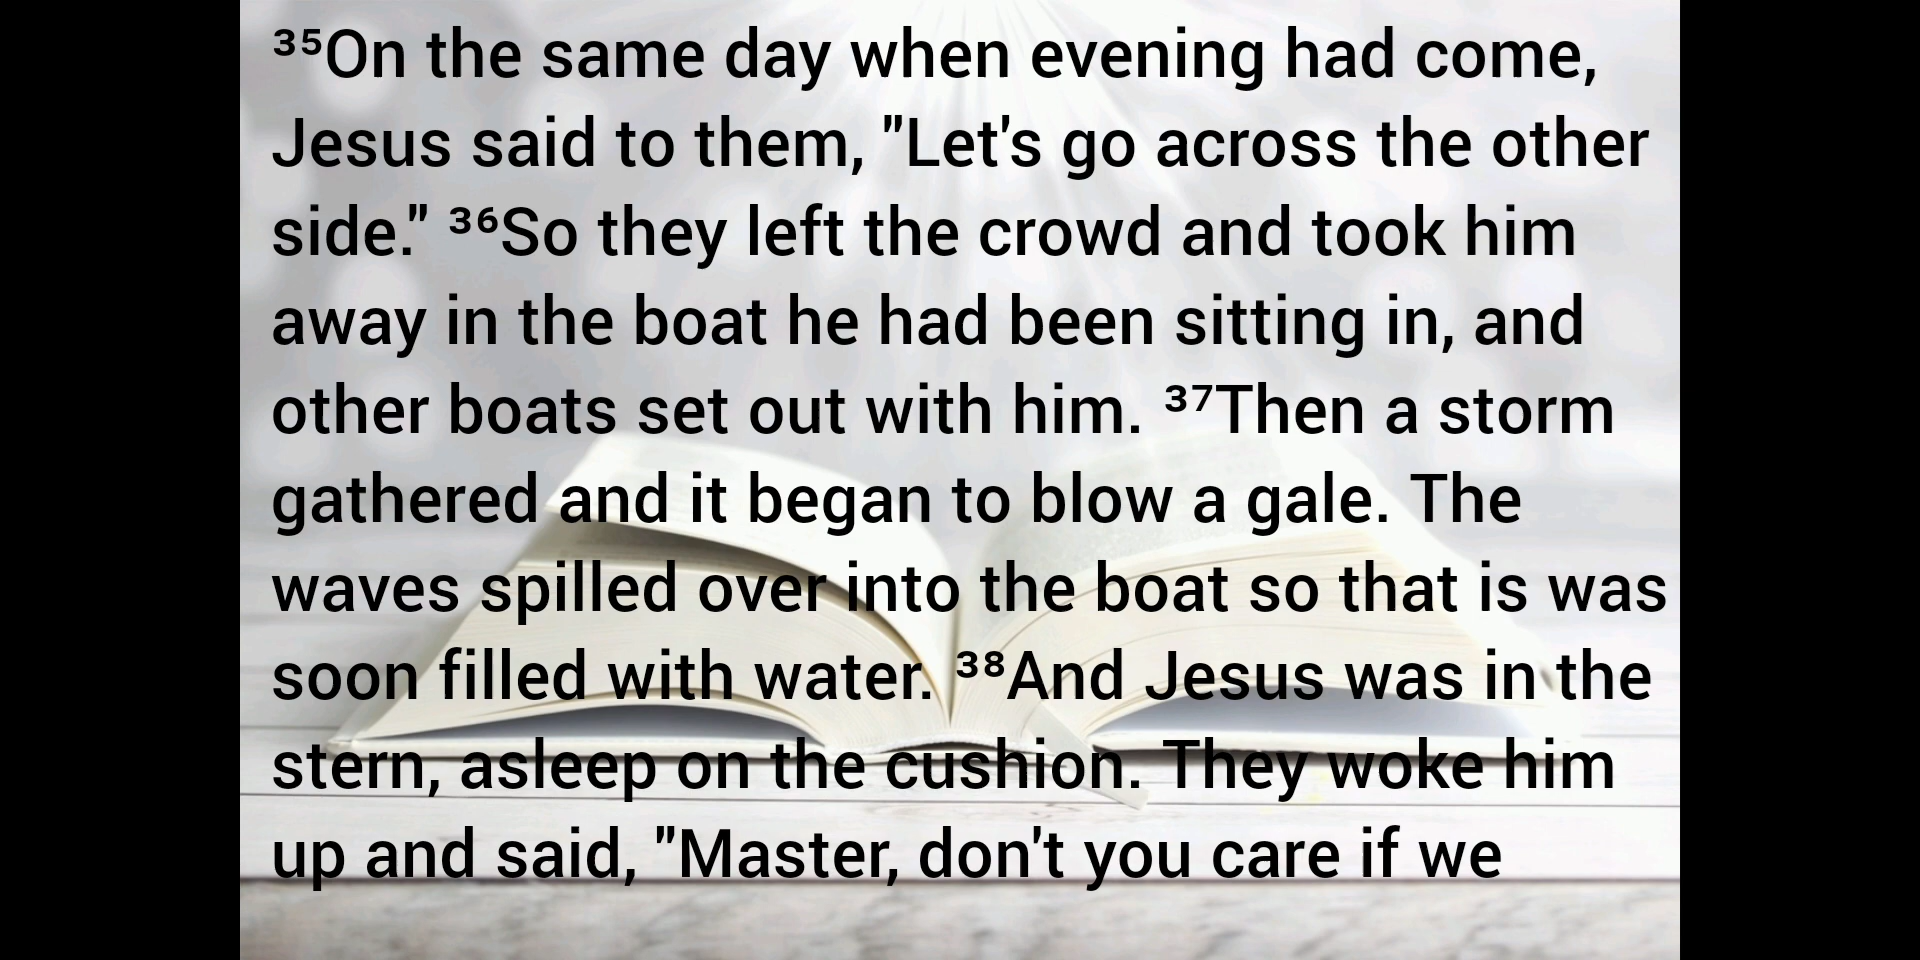 ³⁵On the same day when evening had come,
Jesus said to them, "Let's go across the other
side." ³⁶So they left the crowd and took him
away in the boat he had been sitting in, and
other boats set out with him. ³⁷Then a storm
gathered and it began to blow a gale. The
waves spilled over into the boat so that is was
soon filled with water. ³⁸And Jesus was in the
stern, asleep on the cushion. They woke him
up and said, "Master, don't you care if we